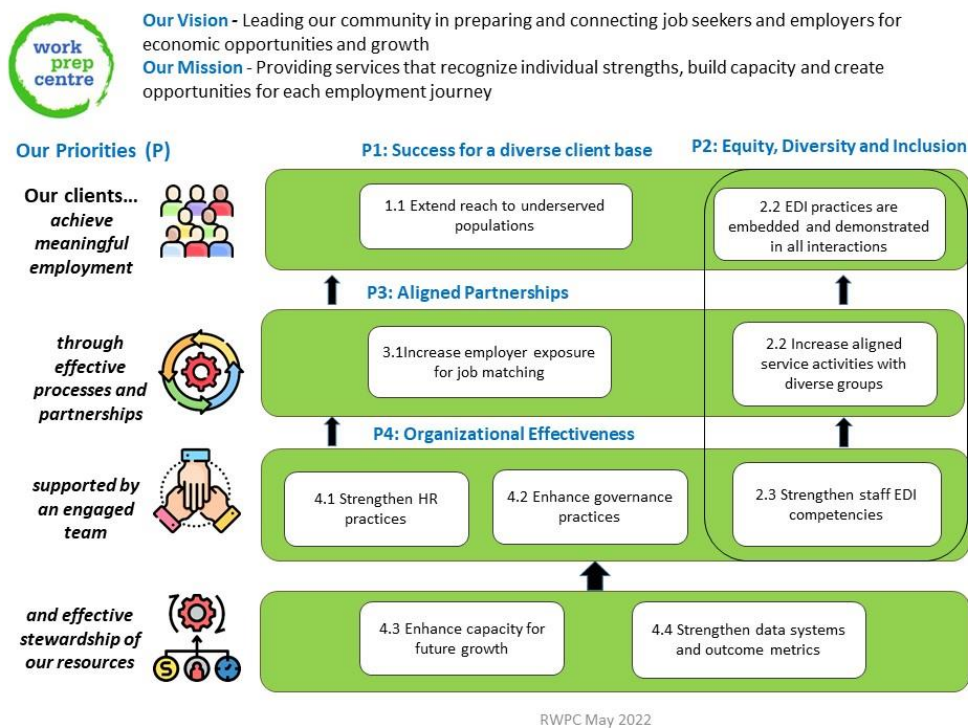 work
prep
centre
Our Vision - Leading our community in preparing and connecting job seekers and employers for
economic opportunities and growth
Our Mission - Providing services that recognize individual strengths, build capacity and create
opportunities for each employment journey
Our Priorities (P)
P1: Success for a diverse client base
P2: Equity, Diversity and Inclusion
Our clients...
achieve
meaningful
employment
1.1 Extend reach to underserved
populations
2.2 EDI practices are
embedded and demonstrated
in all interactions
P3: Aligned Partnerships
through
effective
processes and
partnerships
3.1Increase employer exposure
for job matching
2.2 Increase aligned
service activities with
diverse groups
P4: Organizational Effectiveness
supported by
an engaged
team
4.1 Strengthen HR
practices
4.2 Enhance governance
practices
2.3 Strengthen staff EDI
competencies
and effective
stewardship of
our resources
S
4.3 Enhance capacity for
future growth
4.4 Strengthen data systems
and outcome metrics
RWPC May 2022